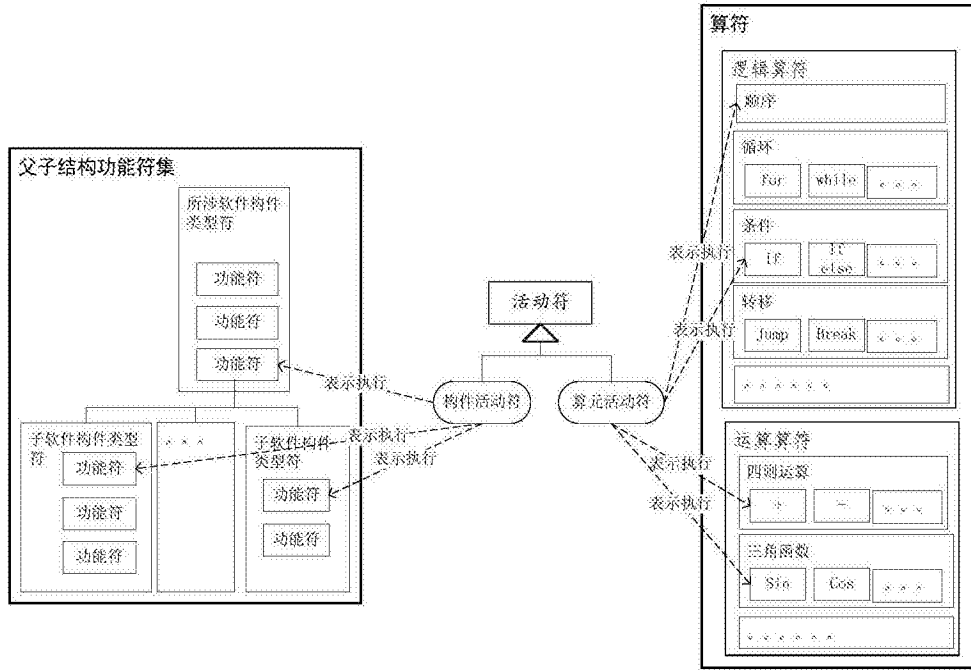 父子结构功能符集
所涉软件构件
类型符
功能符
功能符
功能符
子软件构件类型
符
功能符
功能符
功能符
。。。
子软件构件
类型符
功能符
功能符
活动符
构件活动符
算元活动符
表示执行
表示执行
表示执行
表示执行
表示执行
表示执行
表示执行
算符
逻辑算符
顺序
循环
For
while
。。。
条件
If
If
else
。。。
转移
Jump
Break
。。。
。。。。。。
运算算符
四则运算
+
-
。。。
三角函数
Sin
Cos
。。。
。。。。。。